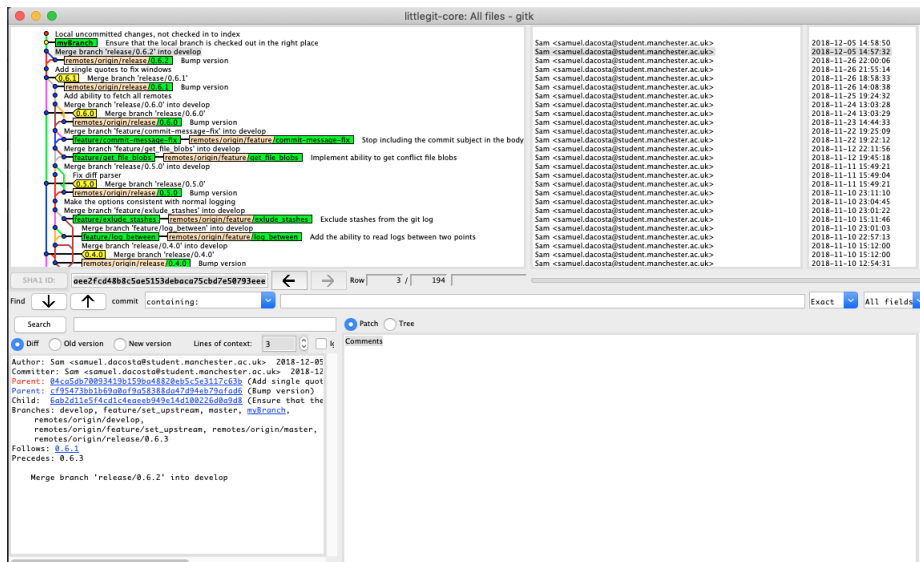 littlegit-core: All files - gitk
Local uncommitted changes, not checked in to index
myBranch Ensure that the local branch is checked out in the right place Sam <samuel.dacosta@student.manchester.ac.uk> 2018-12-05 14:58:50
Merge branch 'release/0.6.2' into develop Sam <samuel.dacosta@student.manchester.ac.uk> 2018-12-05 14:57:32
remotes/origin/release/0.6.2 Bump version Sam <samuel.dacosta@student.manchester.ac.uk> 2018-11-26 22:00:06
Add single quotes to fix windows Sam <samuel.dacosta@student.manchester.ac.uk> 2018-11-26 21:55:14
0.6.1 Merge branch 'release/0.6.1' Sam <samuel.dacosta@student.manchester.ac.uk> 2018-11-26 18:58:33
remotes/origin/release/0.6.1 Bump version Sam <samuel.dacosta@student.manchester.ac.uk> 2018-11-26 14:08:38
Add ability to fetch all remotes Sam <samuel.dacosta@student.manchester.ac.uk> 2018-11-25 19:24:32
Merge branch 'release/0.6.0' into develop Sam <samuel.dacosta@student.manchester.ac.uk> 2018-11-24 13:03:28
0.6.0 Merge branch 'release/0.6.0' Sam <samuel.dacosta@student.manchester.ac.uk> 2018-11-24 13:03:29
remotes/origin/release/0.6.0 Bump version Sam <samuel.dacosta@student.manchester.ac.uk> 2018-11-23 14:44:33
Merge branch 'feature/commit-message-fix' into develop Sam <samuel.dacosta@student.manchester.ac.uk> 2018-11-22 19:25:09
feature/commit-message-fix remotes/origin/feature/commit-message-fix Stop including the commit subject in the body Sam <samuel.dacosta@student.manchester.ac.uk> 2018-11-22 19:22:12
Merge branch 'feature/get_file_blobs' into develop Sam <samuel.dacosta@student.manchester.ac.uk> 2018-11-12 22:11:56
feature/get_file_blobs remotes/origin/feature/get_file_blobs Implement ability to get conflict file blobs Sam <samuel.dacosta@student.manchester.ac.uk> 2018-11-12 19:45:18
Merge branch 'release/0.5.0' into develop Sam <samuel.dacosta@student.manchester.ac.uk> 2018-11-11 15:49:21
Fix diff parser Sam <samuel.dacosta@student.manchester.ac.uk> 2018-11-11 15:49:04
0.5.0 Merge branch 'release/0.5.0' Sam <samuel.dacosta@student.manchester.ac.uk> 2018-11-11 15:49:21
remotes/origin/release/0.5.0 Bump version Sam <samuel.dacosta@student.manchester.ac.uk> 2018-11-10 23:11:10
Make the options consistent with normal logging Sam <samuel.dacosta@student.manchester.ac.uk> 2018-11-10 23:04:45
Merge branch 'feature/exlude_stashes' into develop Sam <samuel.dacosta@student.manchester.ac.uk> 2018-11-10 23:01:22
feature/exlude_stashes remotes/origin/feature/exlude_stashes Exclude stashes from the git log Sam <samuel.dacosta@student.manchester.ac.uk> 2018-11-10 23:01:03
Merge branch 'feature/log_between' into develop Sam <samuel.dacosta@student.manchester.ac.uk> 2018-11-10 22:57:13
feature/log_between remotes/origin/feature/log_between Add the ability to read logs between two points Sam <samuel.dacosta@student.manchester.ac.uk> 2018-11-10 15:11:46
Merge branch 'release/0.4.0' into develop Sam <samuel.dacosta@student.manchester.ac.uk> 2018-11-10 15:12:00
0.4.0 Merge branch 'release/0.4.0' Sam <samuel.dacosta@student.manchester.ac.uk> 2018-11-10 15:12:00
remotes/origin/release/0.4.0 Bump version Sam <samuel.dacosta@student.manchester.ac.uk> 2018-11-10 12:54:31
SHA1 ID: aee2fcd48b8c5ae5153debaca75cbd7e50793eee Row 3 / 194
Find commit containing: Exact All fields
Search
Patch Tree
Diff Old version New version Lines of context: 3 Ig
Comments
Author: Sam <samuel.dacosta@student.manchester.ac.uk> 2018-12-05
Committer: Sam <samuel.dacosta@student.manchester.ac.uk> 2018-12
Parent: 04ca5db70093419b159ba48820eb5c5e3117c63b (Add single quot
Parent: cf95473bb1b69a0af9a58388da47d94eb79afad6 (Bump version)
Child: 6ab2d11e5f4cd1c4eaeeb949e14d100226d0a9d8 (Ensure that the
Branches: develop, feature/set_upstream, master, myBranch,
remotes/origin/develop,
remotes/origin/feature/set_upstream, remotes/origin/master,
remotes/origin/release/0.6.3
Follows: 0.6.1
Precedes: 0.6.3
Merge branch 'release/0.6.2' into develop